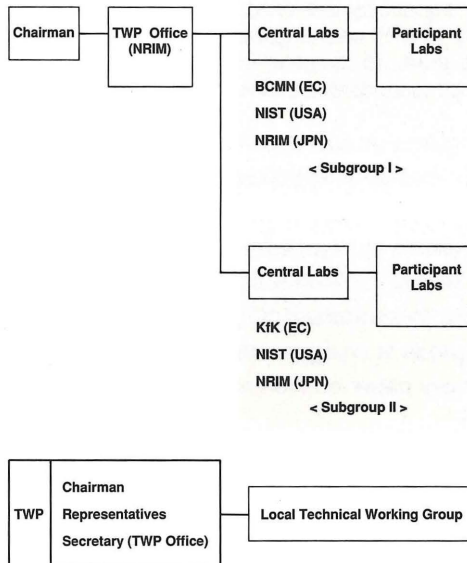 Chairman
TWP Office
(NRIM)
Central Labs
Participant
Labs
BCMN (EC)
NIST (USA)
NRIM (JPN)
< Subgroup I >
Central Labs
Participant
Labs
KfK (EC)
NIST (USA)
NRIM (JPN)
< Subgroup II >
TWP
Chairman
Representatives
Secretary (TWP Office)
Local Technical Working Group